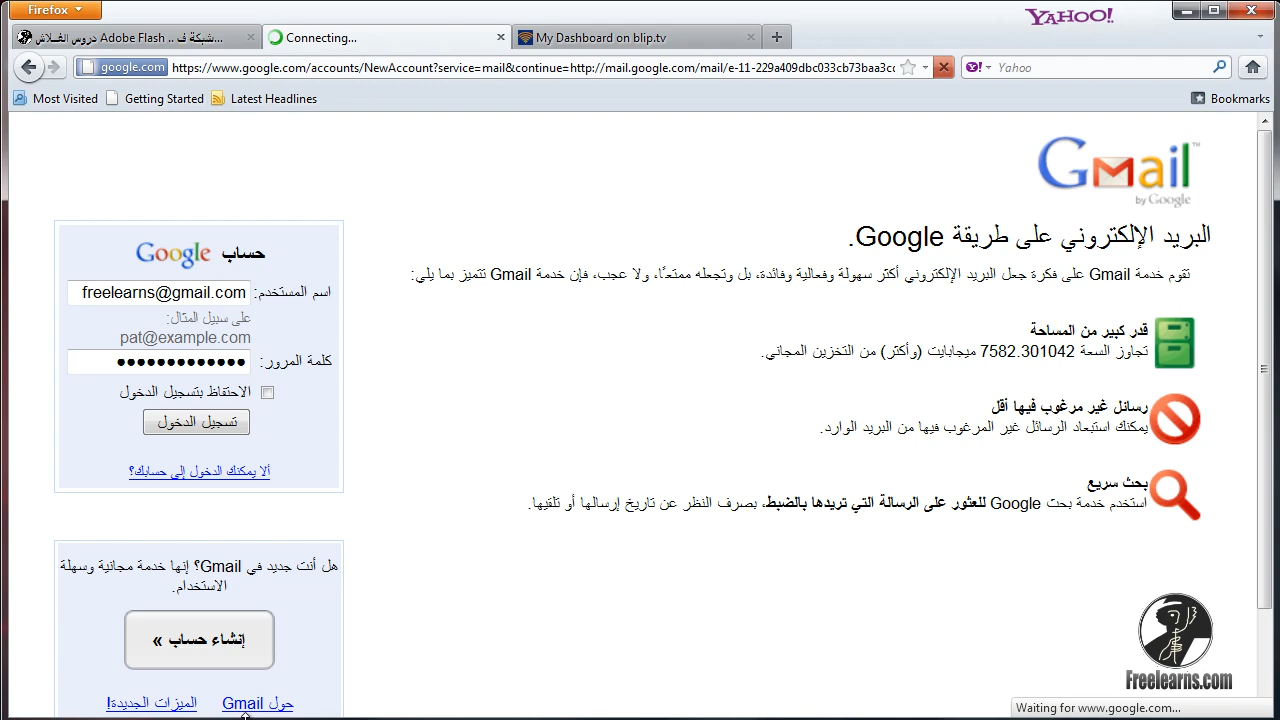 Firefox
YAHOO!
شبكة ف .. Adobe Flash دروس الفــلاش...
Connecting...
My Dashboard on blip.tv
google.com
https://www.google.com/accounts/NewAccount?service=mail&continue=http://mail.google.com/mail/e-11-229a409dbc033cb73baa3cc
Yahoo
Most Visited
Getting Started
Latest Headlines
Bookmarks
Gmail™
by Google
البريد الإلكتروني على طريقة Google.
تقوم خدمة Gmail على فكرة جعل البريد الإلكتروني أكثر سهولة وفعالية وفائدة، بل وتجعله ممتعًا، ولا عجب، فإن خدمة Gmail تتميز بما يلي:
قدر كبير من المساحة
تجاوز السعة 7582.301042 ميجابايت (وأكثر) من التخزين المجاني.
رسائل غير مرغوب فيها أقل
يمكنك استبعاد الرسائل غير المرغوب فيها من البريد الوارد.
بحث سريع
استخدم خدمة بحث Google للعثور على الرسالة التي تريدها بالضبط، بصرف النظر عن تاريخ إرسالها أو تلقيها.
حساب Google
اسم المستخدم: freelearns@gmail.com
على سبيل المثال:
pat@example.com
كلمة المرور: •••••••••••••
الاحتفاظ بتسجيل الدخول
تسجيل الدخول
ألا يمكنك الدخول إلى حسابك؟
هل أنت جديد في Gmail؟ إنها خدمة مجانية وسهلة
الاستخدام.
إنشاء حساب »
حول Gmail
الميزات الجديدة!
Freelearns.com
Waiting for www.google.com...